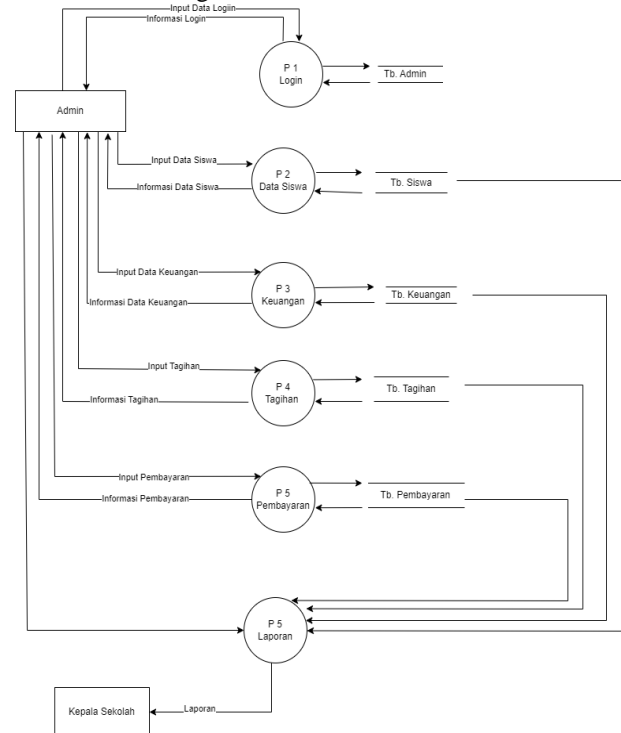 Input Data Logiin
Informasi Login
P 1
Login
Tb. Admin
Admin
Input Data Siswa
P 2
Data Siswa
Informasi Data Siswa
Tb. Siswa
Input Data Keuangan
P 3
Keuangan
Informasi Data Keuangan
Tb. Keuangan
Input Tagihan
P 4
Tagihan
Informasi Tagihan
Tb. Tagihan
Input Pembayaran
P 5
Pembayaran
Informasi Pembayaran
Tb. Pembayaran
P 5
Laporan
Kepala Sekolah
Laporan